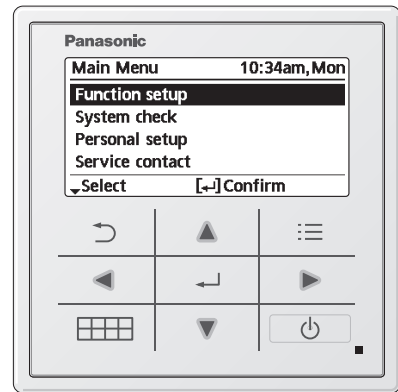 Panasonic
Main Menu 10:34am,Mon
Function setup
System check
Personal setup
Service contact
Select [↵]Confirm